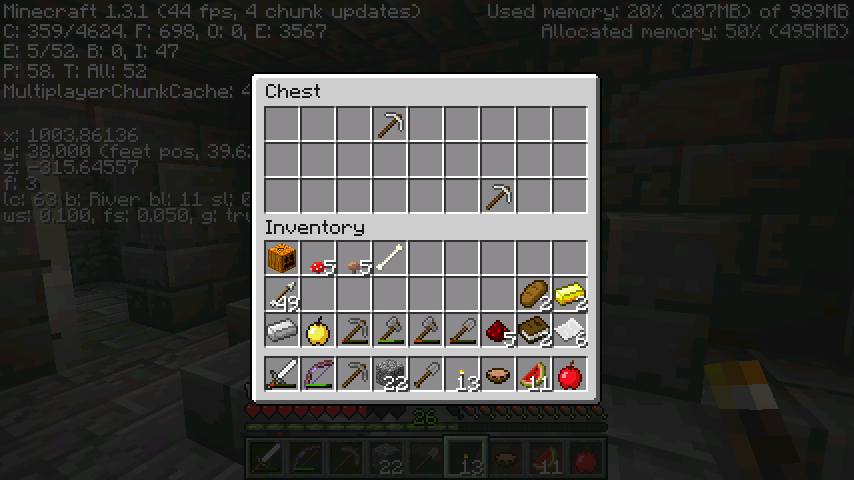 Minecraft 1.3.1 (44 fps, 4 chunk updates)
Used memory: 20% (207MB) of 989MB
C: 359/4624, F: 698, O: 0, E: 3567
Allocated memory: 50% (495MB)
E: 5/52. B: 0, I: 47
P: 58. T: All: 52
MultiplayerChunkCache: 4
x: 1003.86136
y: 38.000 (feet pos, 39.6
z: -315.64557
f: 3
lc: 63 b: River bl: 11 sl: 0
ws: 0.100, fs: 0.050, g: tru
Chest
Inventory
5 5
49 2 2
5 2 8
22 13 11
26
22 13 11